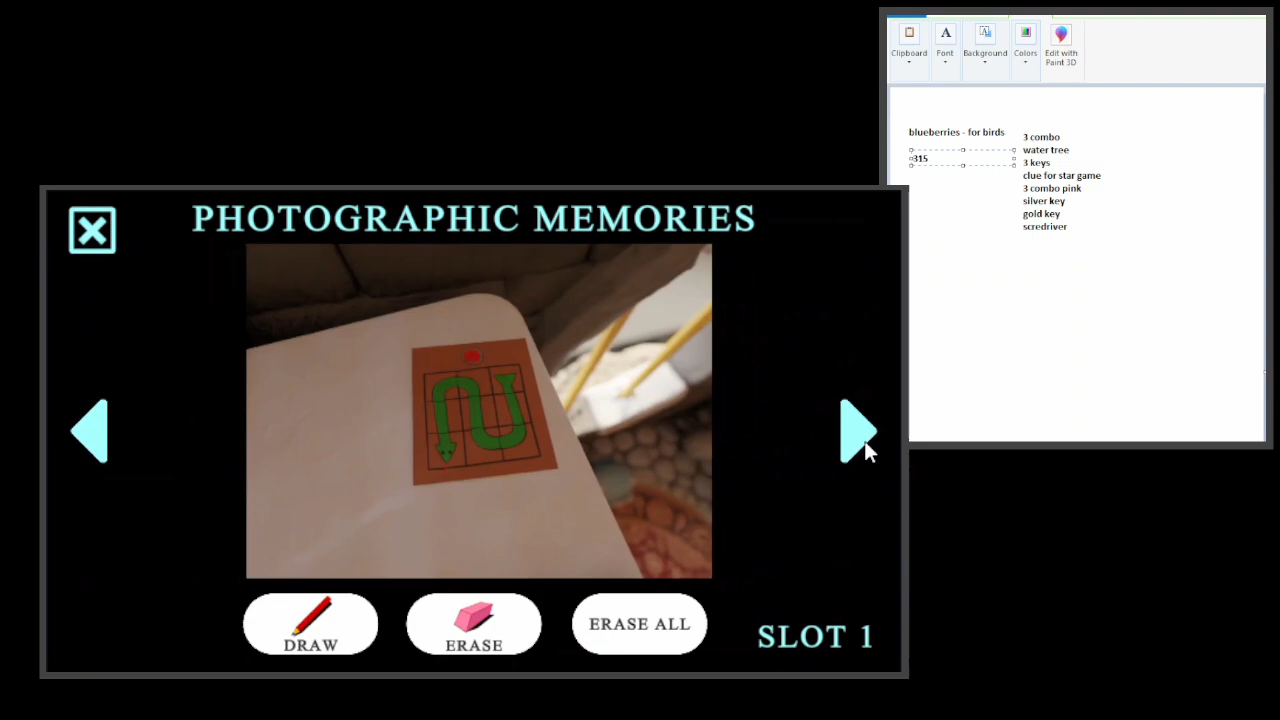 Clipboard
Font
Background
Colors
Edit with
Paint 3D
blueberries - for birds
315
3 combo
water tree
3 keys
clue for star game
3 combo pink
silver key
gold key
scredriver
PHOTOGRAPHIC MEMORIES
DRAW
ERASE
ERASE ALL
SLOT 1